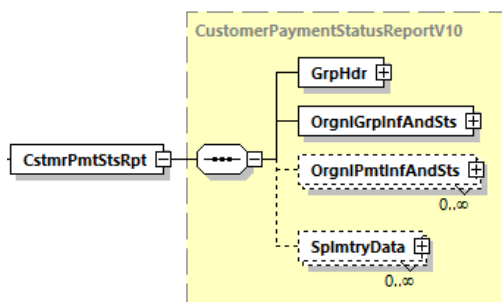 CustomerPaymentStatusReportV10
GrpHdr
OrgnlGrpInfAndSts
CstmrPmtStsRpt
OrgnlPmtInfAndSts
0..∞
SplmtryData
0..∞